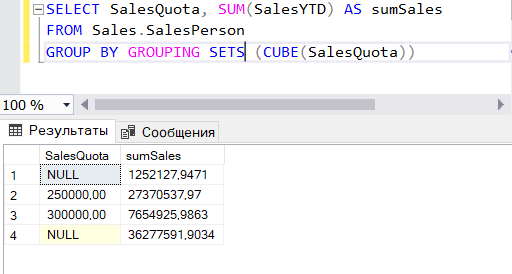 SELECT SalesQuota, SUM(SalesYTD) AS sumSales
FROM Sales.SalesPerson
GROUP BY GROUPING SETS (CUBE(SalesQuota))
100 %
Результаты Сообщения
SalesQuota sumSales
1 NULL 1252127,9471
2 250000,00 27370537,97
3 300000,00 7654925,9863
4 NULL 36277591,9034